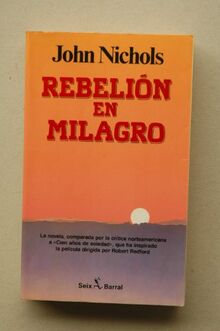 John Nichols
REBELIÓN
EN
MILAGRO
La novela, comparada por la crítica norteamericana
a «Cien años de soledad», que ha inspirado
la película dirigida por Robert Redford
Seix Barral